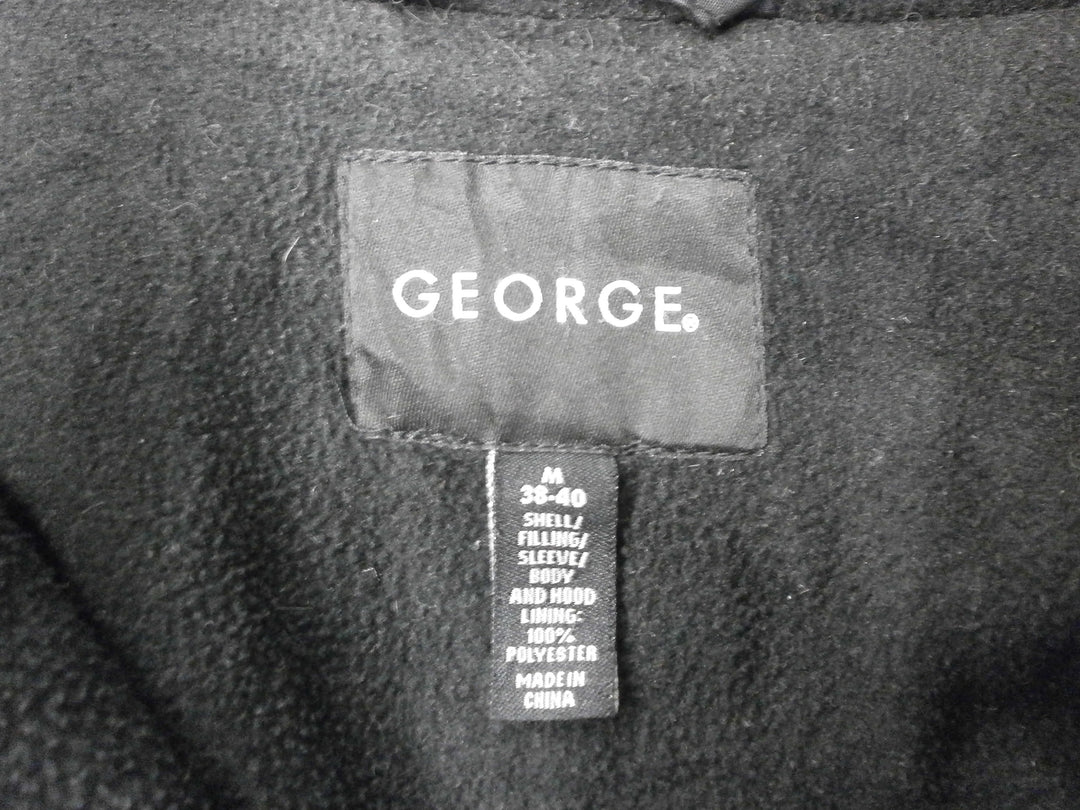 GEORGE®
M
38-40
SHELL/
FILLING/
SLEEVE/
BODY
AND HOOD
LINING:
100%
POLYESTER
MADE IN
CHINA